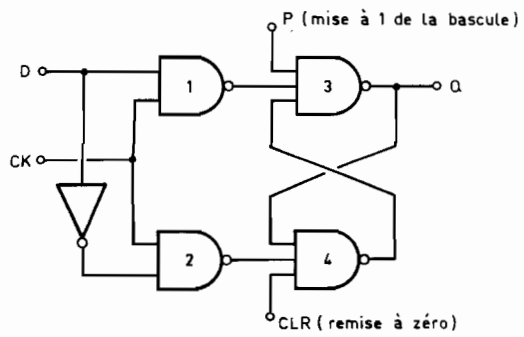 P (mise à 1 de la bascule)
D
1
3
Q
CK
2
4
CLR (remise à zéro)